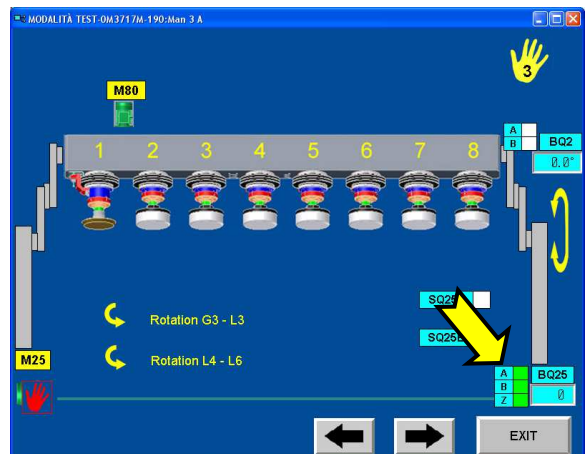 MODALITÀ TEST-0M3717M-190:Man 3 A
3
M80
A
B
BQ2
0.0°
1 2 3 4 5 6 7 8
SQ25
Rotation G3 - L3
SQ25B
Rotation L4 - L6
M25
A
B
Z
BQ25
0
EXIT